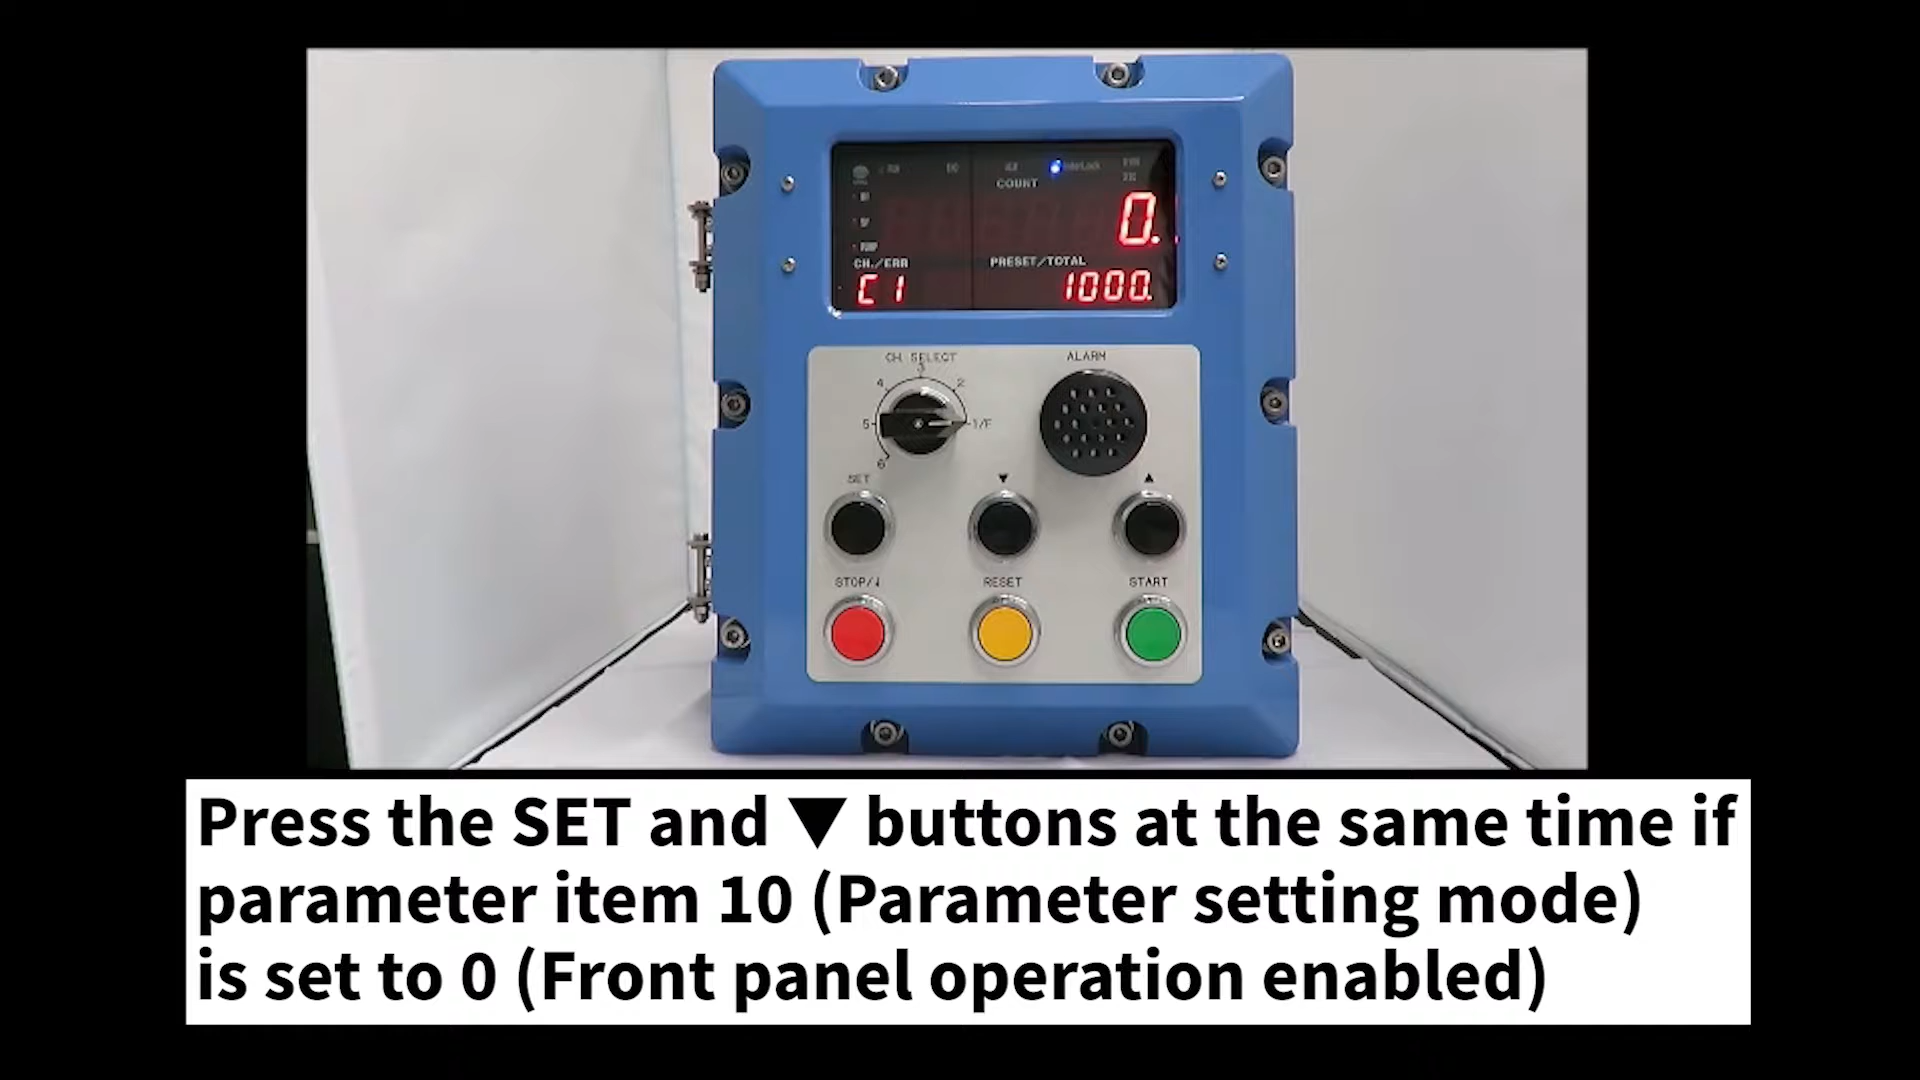 InterLock
COUNT
0.
PUMP
CH./ERR
PRESET/TOTAL
C1
1000.
CH. SELECT
ALARM
3
4
2
5
1/F
6
SET
▼
▲
STOP/↓
RESET
START
Press the SET and ▼ buttons at the same time if
parameter item 10 (Parameter setting mode)
is set to 0 (Front panel operation enabled)